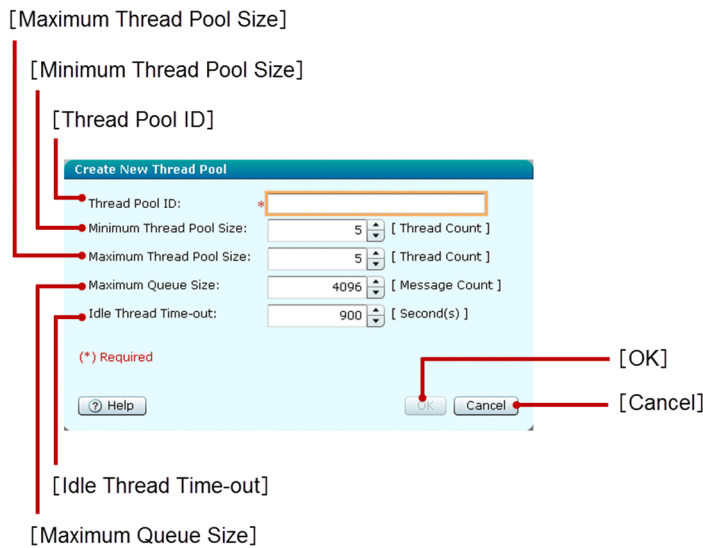 [Maximum Thread Pool Size]
[Minimum Thread Pool Size]
[Thread Pool ID]
Create New Thread Pool
Thread Pool ID: *
Minimum Thread Pool Size: 5 [ Thread Count ]
Maximum Thread Pool Size: 5 [ Thread Count ]
Maximum Queue Size: 4096 [ Message Count ]
Idle Thread Time-out: 900 [ Second(s) ]
(*) Required
[OK]
? Help OK Cancel
[Cancel]
[Idle Thread Time-out]
[Maximum Queue Size]